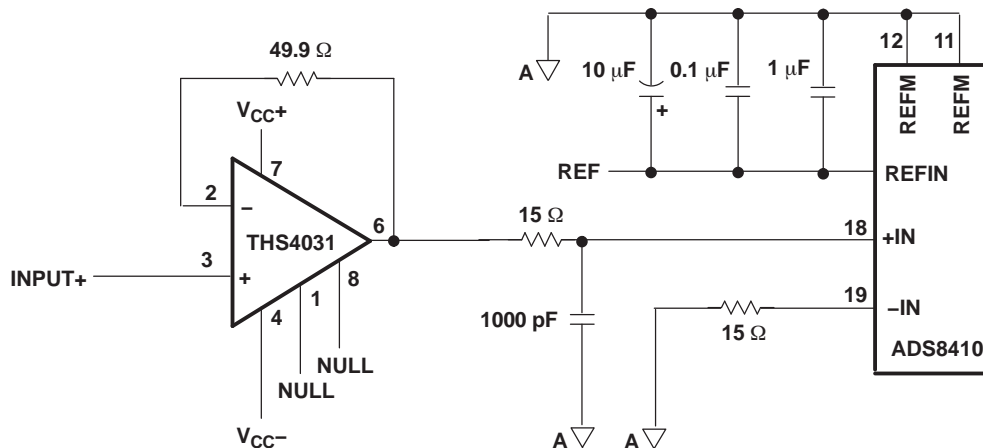 49.9 Ω
VCC+
7
2
−
6
THS4031
3
+
8
1
4
INPUT+
NULL
NULL
VCC−
A
10 μF
+
0.1 μF
1 μF
12
11
REFM
REFM
REF
REFIN
15 Ω
18
+IN
1000 pF
19
−IN
15 Ω
ADS8410
A
A